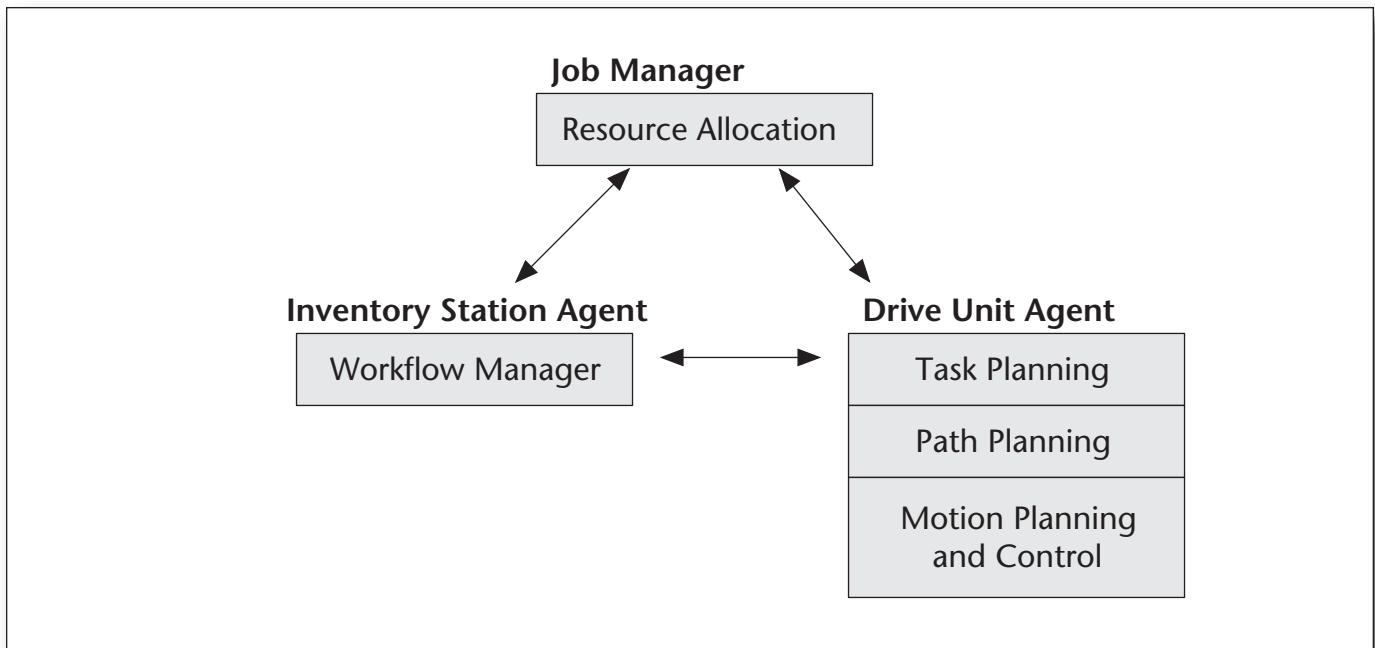 Job Manager
Resource Allocation
Inventory Station Agent
Workflow Manager
Drive Unit Agent
Task Planning
Path Planning
Motion Planning
and Control